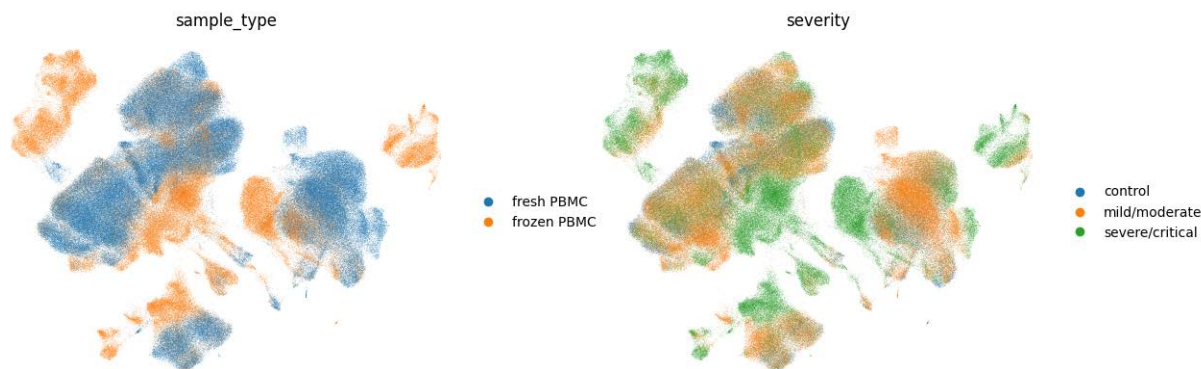 sample_type
fresh PBMC
frozen PBMC
severity
control
mild/moderate
severe/critical